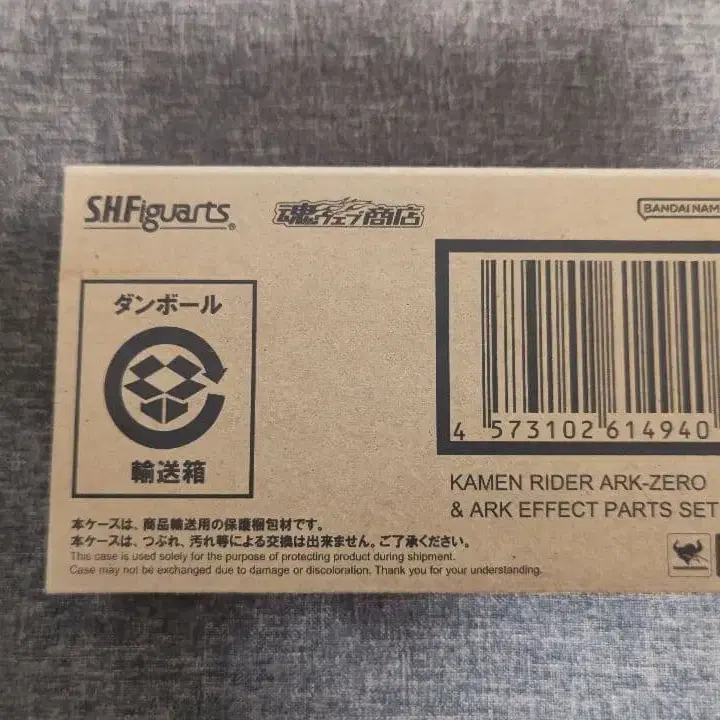 S.H.Figuarts®
魂ウェブ商店
BANDAI NAM
ダンボール
輸送箱
4 573102 614940
KAMEN RIDER ARK-ZERO
& ARK EFFECT PARTS SET
本ケースは、商品輸送用の保護梱包材です。
本ケースは、つぶれ、汚れ等による交換は出来ません。ご了承ください。
This case is used solely for the purpose of protecting product during shipment.
Case may not be exchanged due to damage or discoloration. Thank you for your understanding.